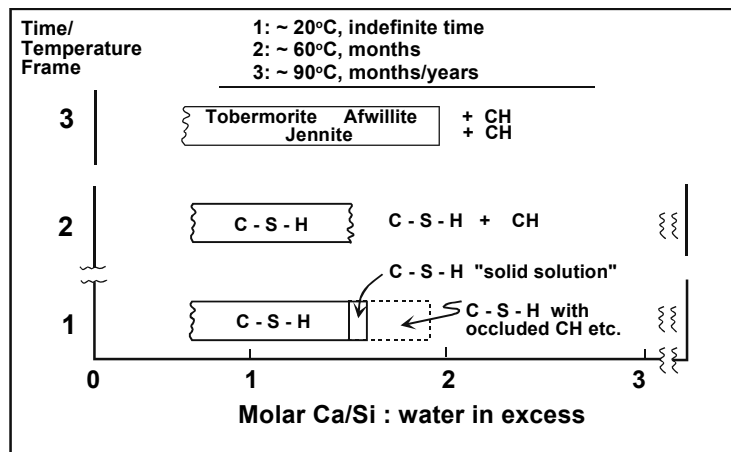 Time/
Temperature
Frame
1: ~ 20°C, indefinite time
2: ~ 60°C, months
3: ~ 90°C, months/years
3
Tobermorite Afwillite
Jennite
+ CH
+ CH
2
C - S - H
C - S - H + CH
C - S - H "solid solution"
1
C - S - H
C - S - H with
occluded CH etc.
0 1 2 3
Molar Ca/Si : water in excess